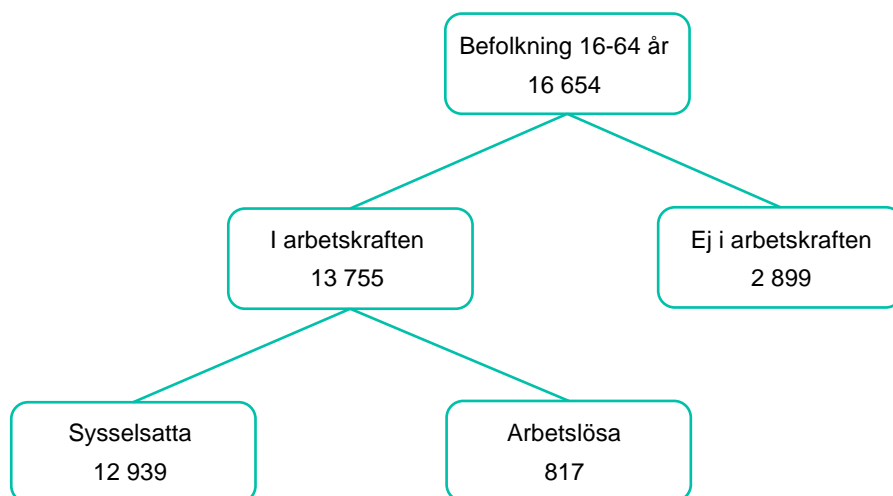 Befolkning 16-64 år
16 654
I arbetskraften
13 755
Ej i arbetskraften
2 899
Sysselsatta
12 939
Arbetslösa
817